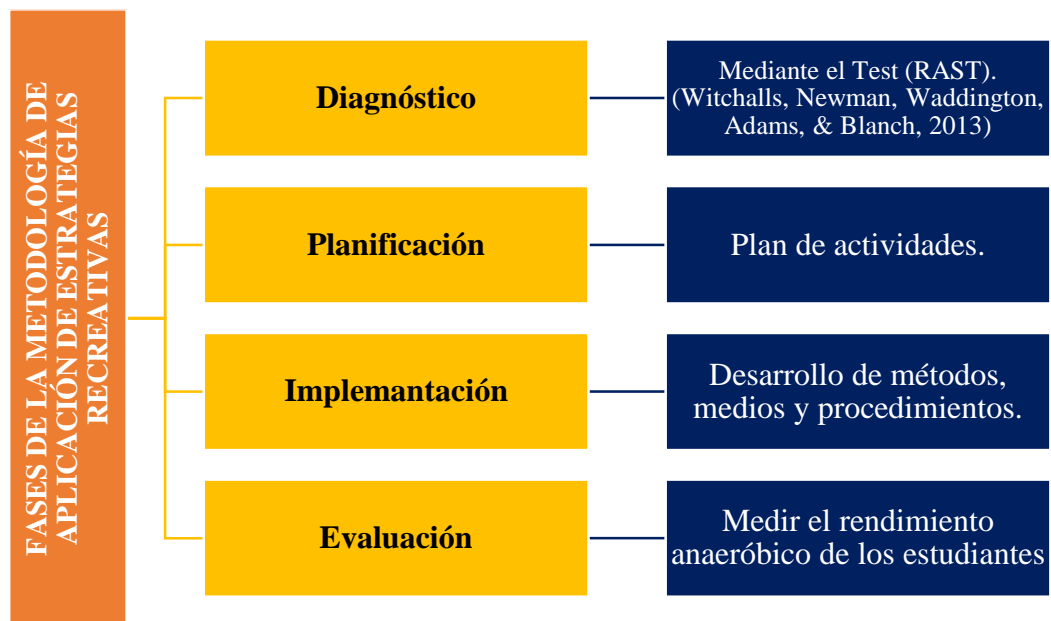 FASES DE LA METODOLOGÍA DE
APLICACIÓN DE ESTRATEGIAS
RECREATIVAS
Diagnóstico
Mediante el Test (RAST).
(Witchalls, Newman, Waddington,
Adams, & Blanch, 2013)
Planificación
Plan de actividades.
Implemantación
Desarrollo de métodos,
medios y procedimientos.
Evaluación
Medir el rendimiento
anaeróbico de los estudiantes